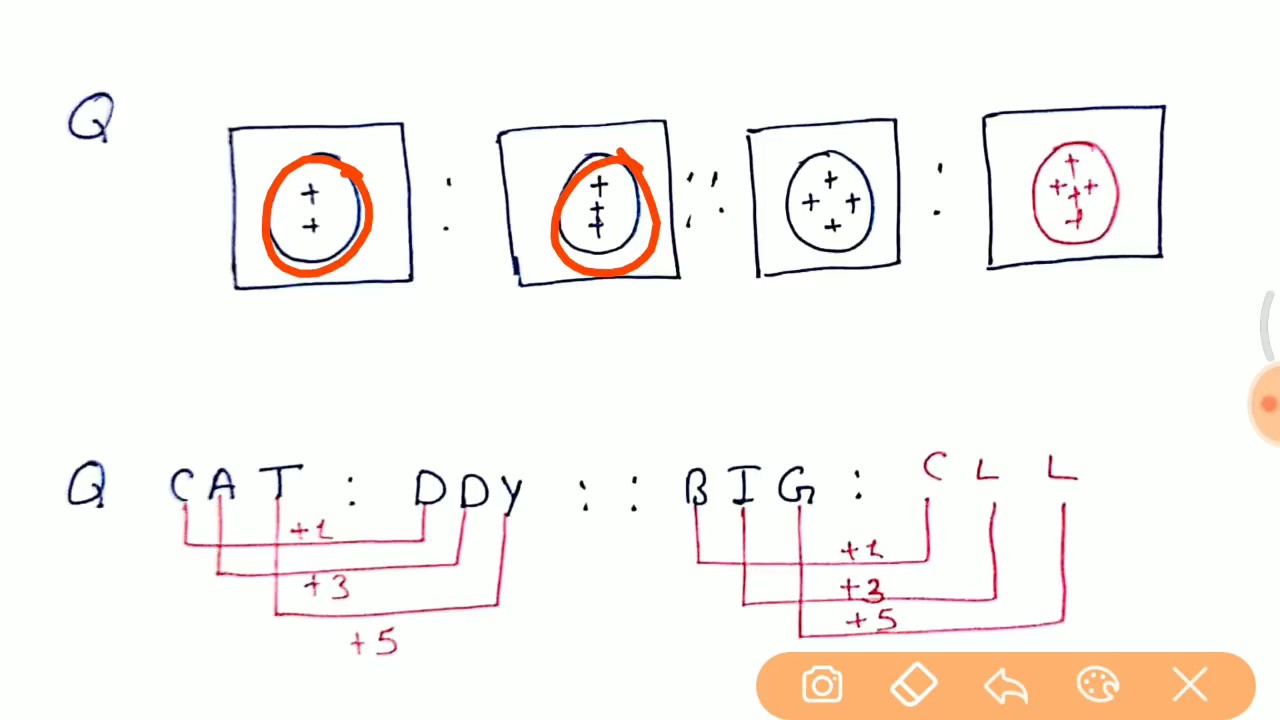 Q
+ + : + + + :: + + + + : + + + + +
Q CAT : DDY :: BIG : CLL
+1 +1
+3 +3
+5 +5